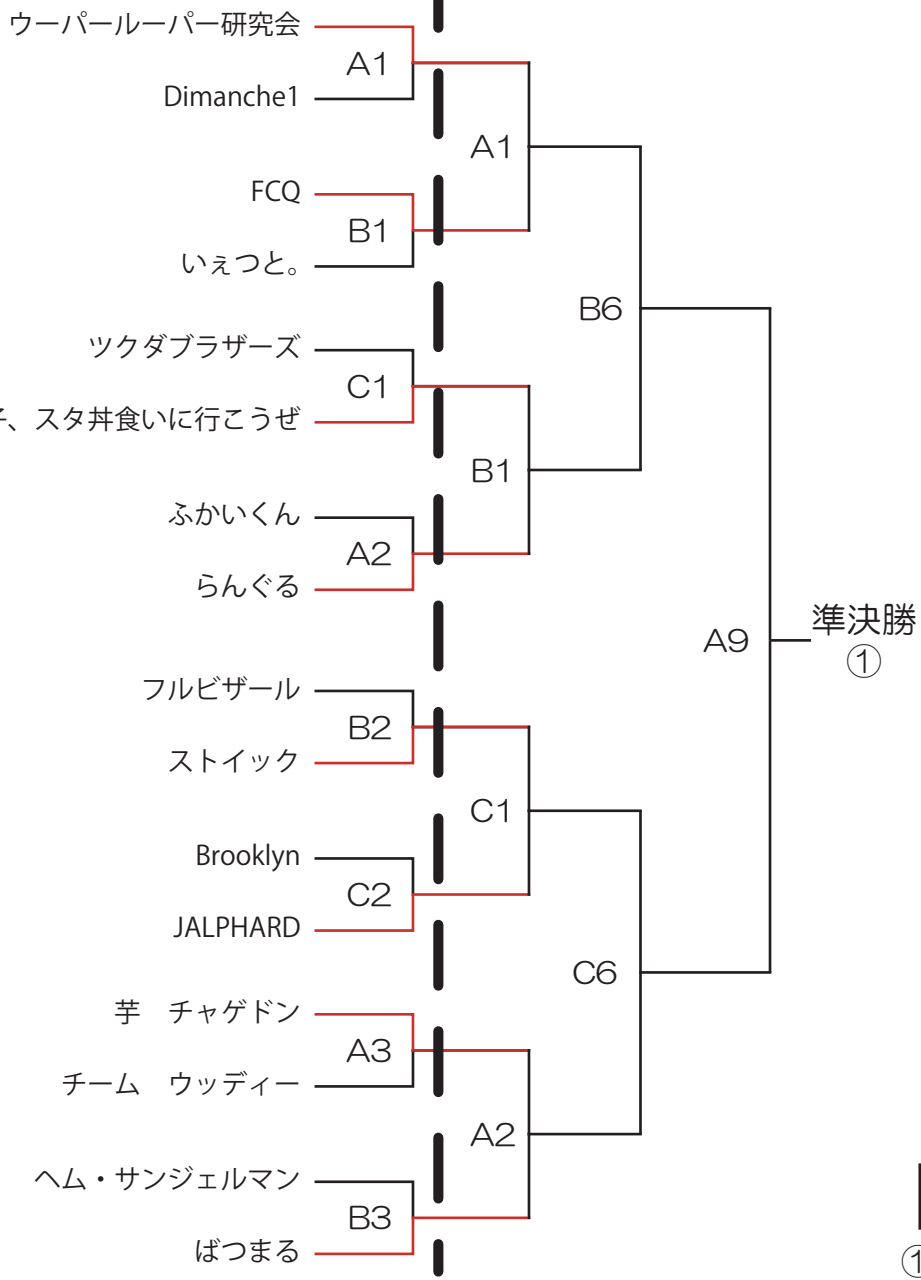 ウーパールーパー研究会
A1
Dimanche1
A1
FCQ
B1
いぇつと。
B6
ツクダブラザーズ
C1
、スタ丼食いに行こうぜ
B1
ふかいくん
A2
らんぐる
A9
準決勝
①
フルビザール
B2
ストイック
C1
Brooklyn
C2
JALPHARD
C6
芋　チャゲドン
A3
チーム　ウッディー
A2
ヘム・サンジェルマン
B3
ばつまる